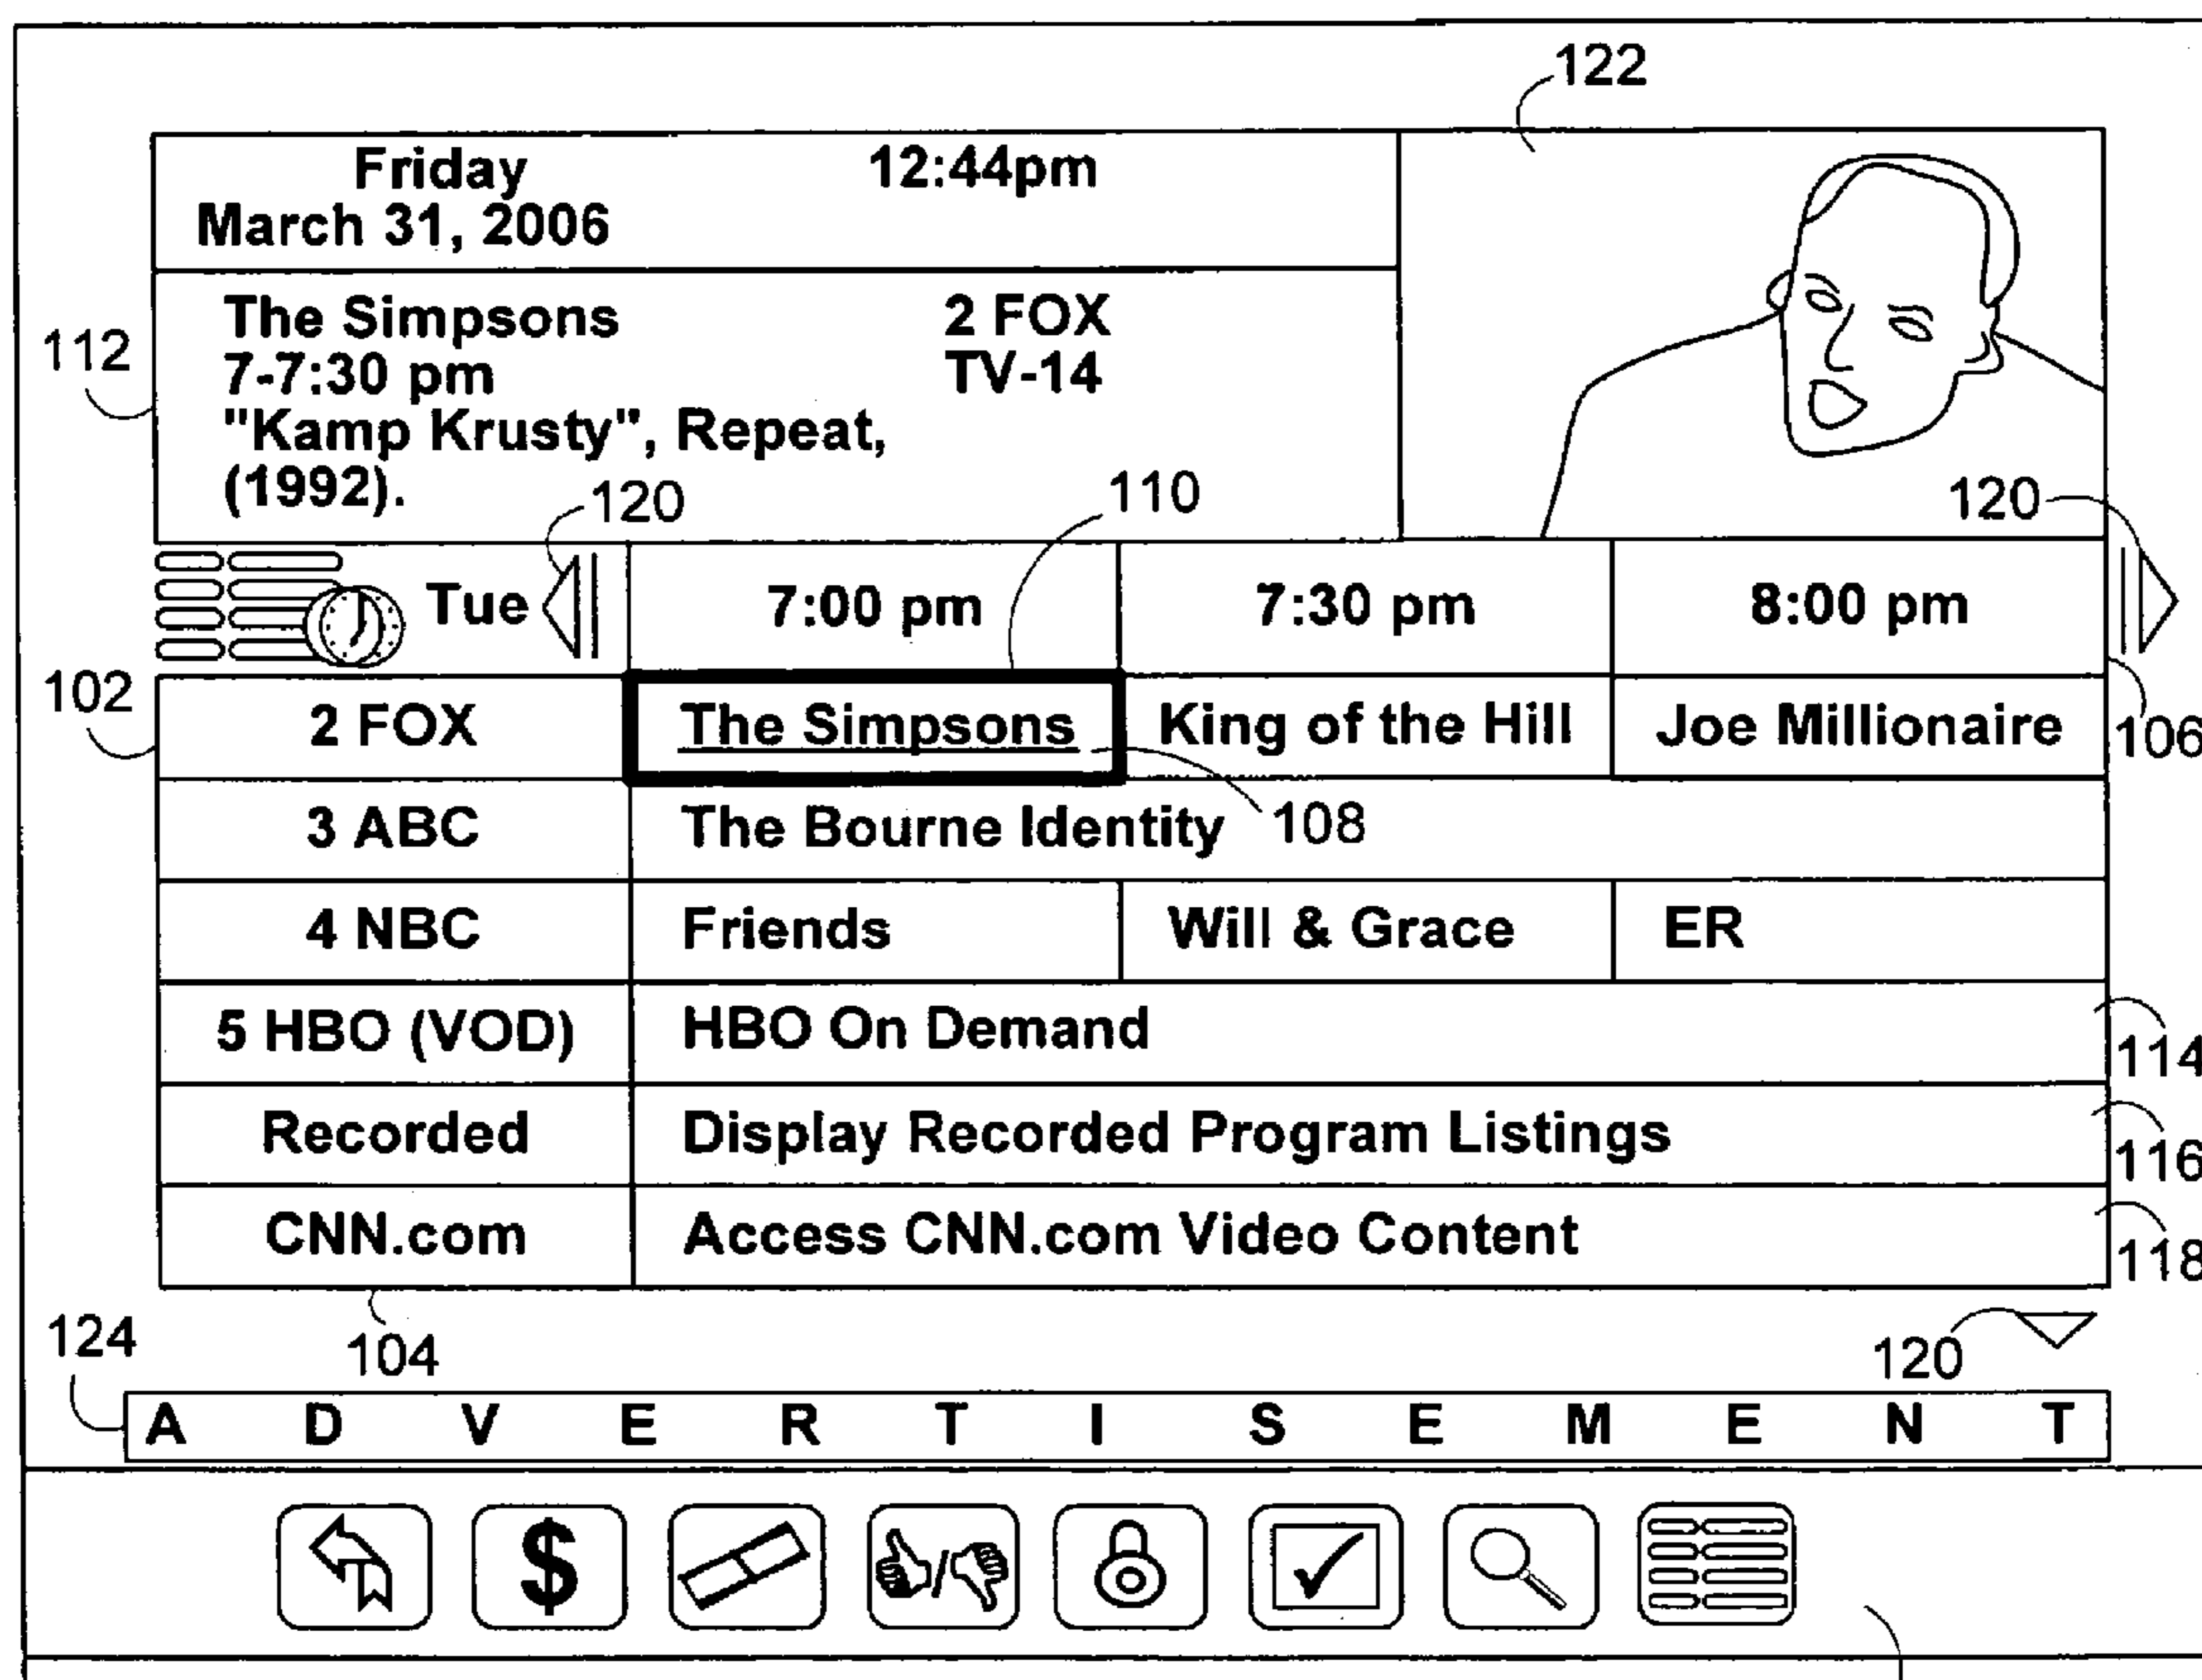 122
Friday 12:44pm
March 31, 2006
The Simpsons 2 FOX
7-7:30 pm TV-14
112
"Kamp Krusty", Repeat,
(1992).
120 110 120
Tue 7:00 pm 7:30 pm 8:00 pm
102
2 FOX The Simpsons King of the Hill Joe Millionaire
106
3 ABC The Bourne Identity 108
4 NBC Friends Will & Grace ER
5 HBO (VOD) HBO On Demand
114
Recorded Display Recorded Program Listings
116
CNN.com Access CNN.com Video Content
118
124 104 120
A D V E R T I S E M E N T
$
/